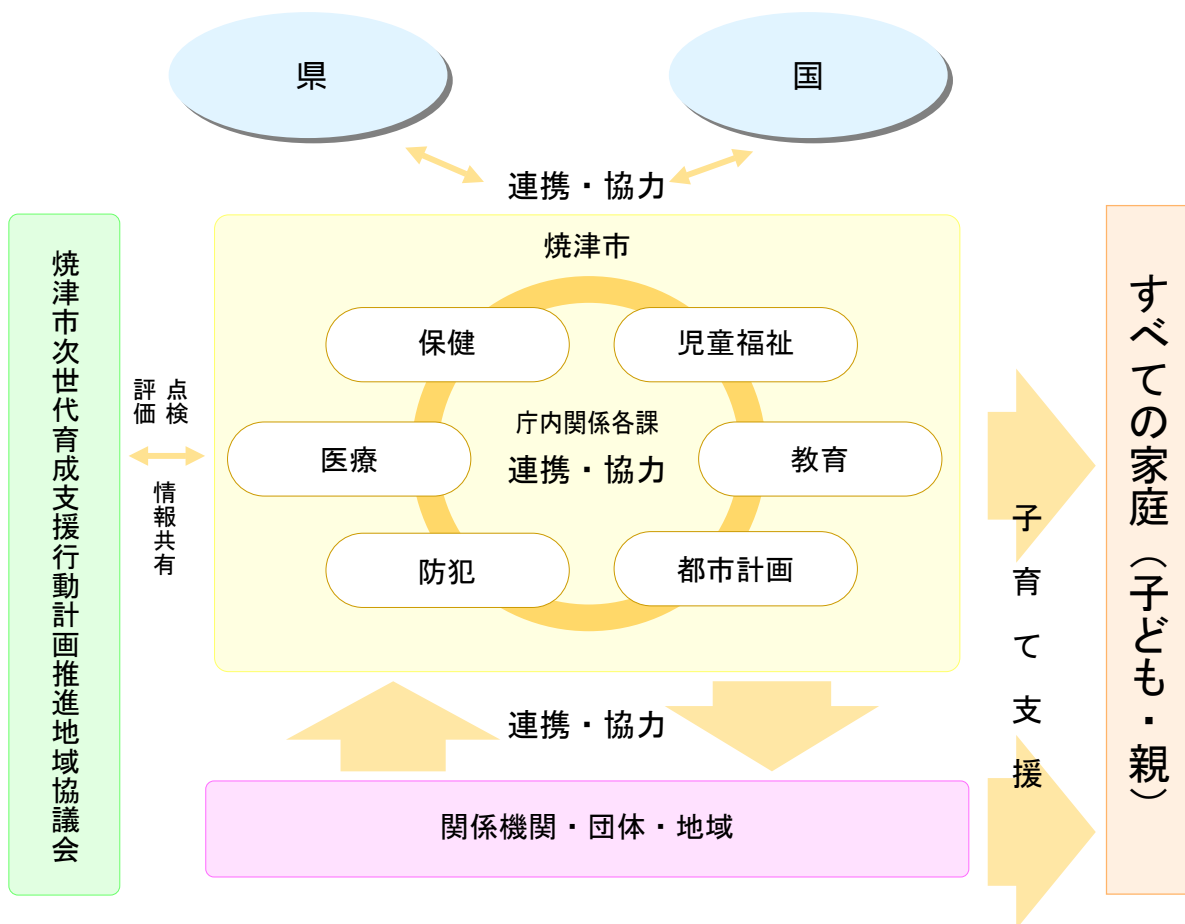 県
国
連携・協力
焼津市次世代育成支援行動計画推進地域協議会
点検
評価
情報共有
焼津市
保健
児童福祉
医療
庁内関係各課
連携・協力
教育
防犯
都市計画
連携・協力
関係機関・団体・地域
子育て支援
すべての家庭（子ども・親）